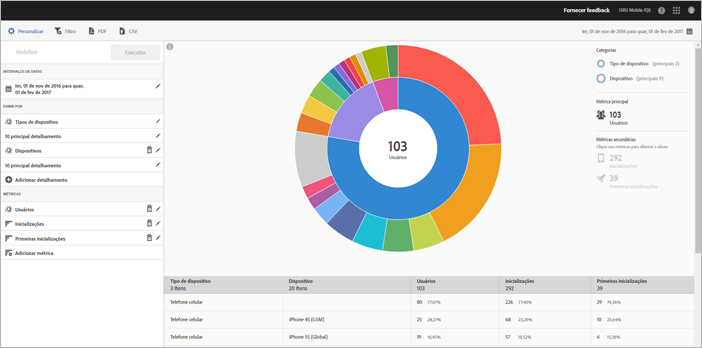 Fornecer feedback
OBU Mobile IQE
Personalizar
Filtro
PDF
CSV
ter, 01 de nov de 2016 para quar, 01 de fev de 2017
Redefinir
Executar
INTERVALOS DE DATA:
ter, 01 de nov de 2016 para quar,
01 de fev de 2017
EXIBIR POR
Tipos de dispositivo
10 principal detalhamento
Dispositivos
10 principal detalhamento
Adicionar detalhamento
MÉTRICAS
Usuários
Inicializações
Primeiras inicializações
Adicionar métrica
103
Usuários
Categorias
Tipo de dispositivo (principais 3)
Dispositivo (principais 9)
Métrica principal
103
Usuários
Métricas secundárias
Clique nas métricas para alternar a altura
292
Inicializações
39
Primeiras inicializações
Tipo de dispositivo Dispositivo Usuários Inicializações Primeiras inicializações
3 Itens 20 Itens 103 292 39
Telefone celular 80 77,67% 226 77,40% 29 74,36%
Telefone celular iPhone 4S (GSM) 25 24,27% 68 23,29% 10 25,64%
Telefone celular iPhone 5S (Global) 19 18,45% 57 19,52% 6 15,38%